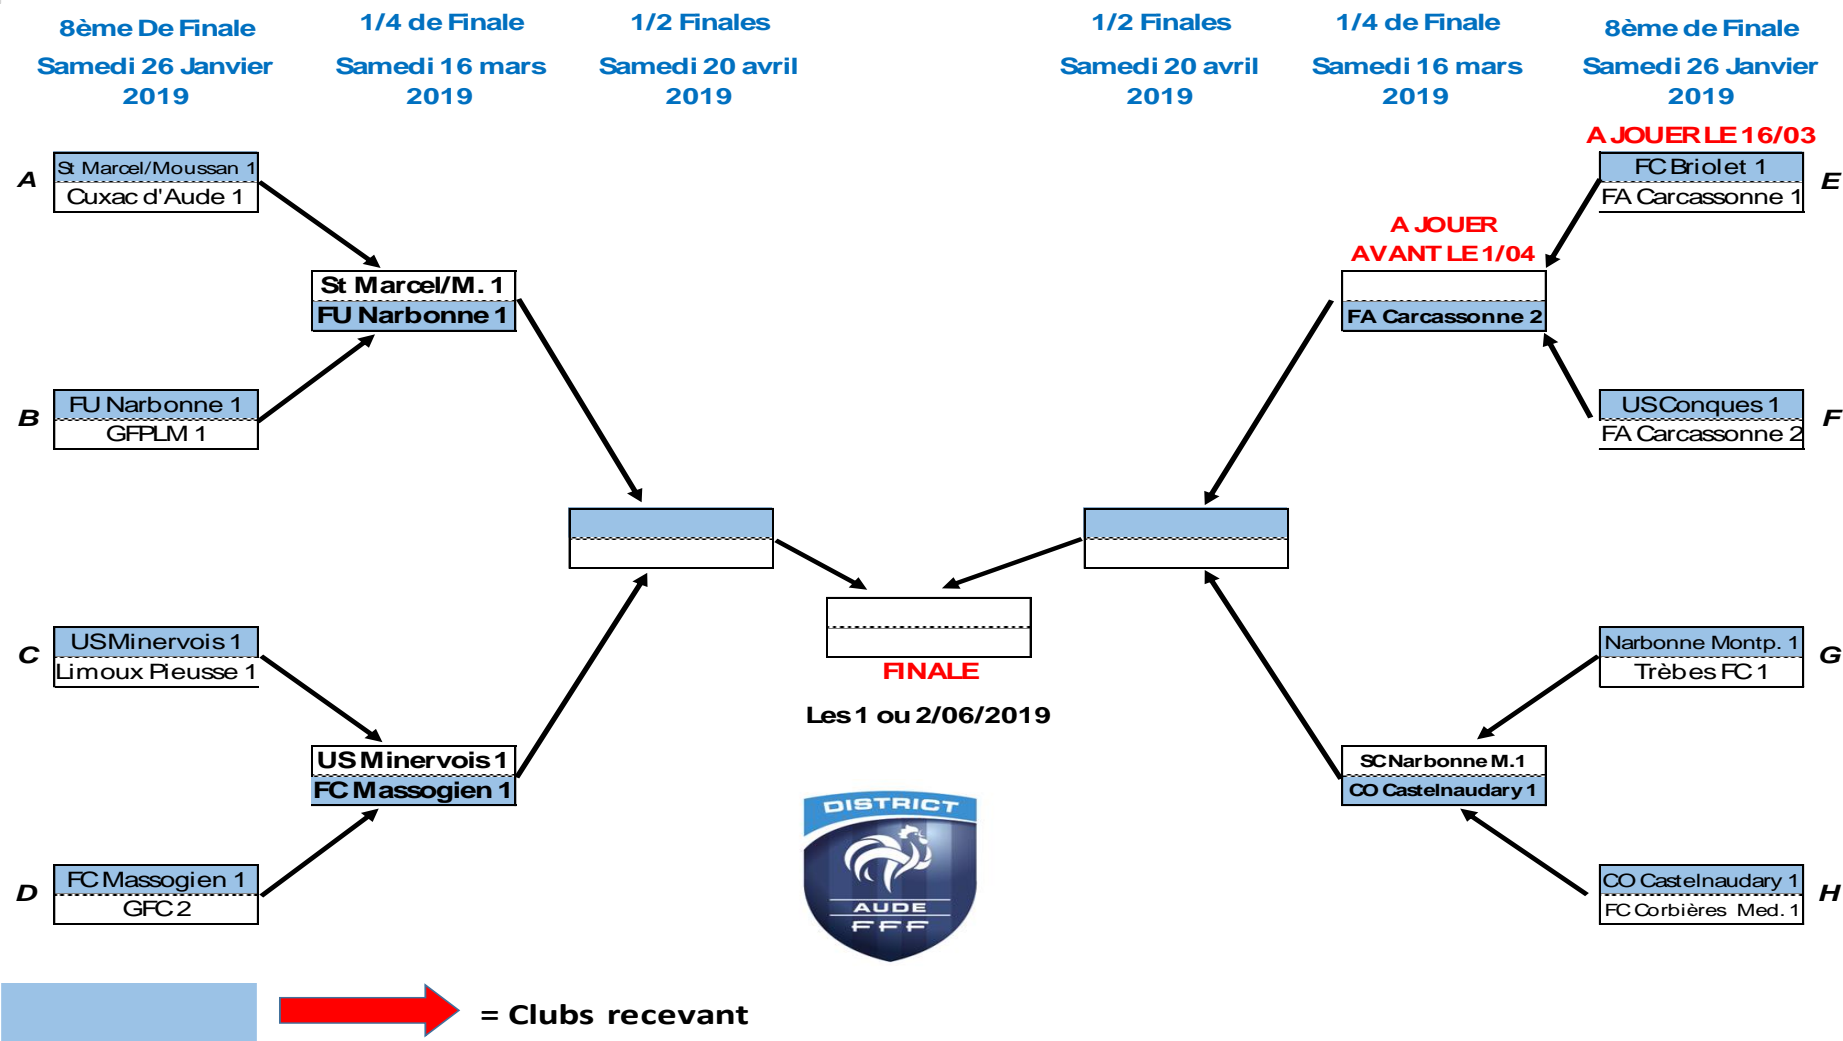 8ème De Finale
Samedi 26 Janvier
2019
1/4 de Finale
Samedi 16 mars
2019
1/2 Finales
Samedi 20 avril
2019
1/2 Finales
Samedi 20 avril
2019
1/4 de Finale
Samedi 16 mars
2019
8ème de Finale
Samedi 26 Janvier
2019
A JOUER LE 16/03
A
St Marcel/Moussan 1
Cuxac d'Aude 1
FC Briolet 1
FA Carcassonne 1
E
A JOUER
AVANT LE 1/04
St Marcel/M. 1
FU Narbonne 1
FA Carcassonne 2
B
FU Narbonne 1
GFPLM 1
US Conques 1
FA Carcassonne 2
F
C
US Minervois 1
Limoux Pieusse 1
FINALE
Les 1 ou 2/06/2019
Narbonne Montp. 1
Trèbes FC 1
G
US Minervois 1
FC Massogien 1
SC Narbonne M.1
CO Castelnaudary 1
D
FC Massogien 1
GFC 2
DISTRICT
AUDE
FFF
CO Castelnaudary 1
FC Corbières Med. 1
H
= Clubs recevant